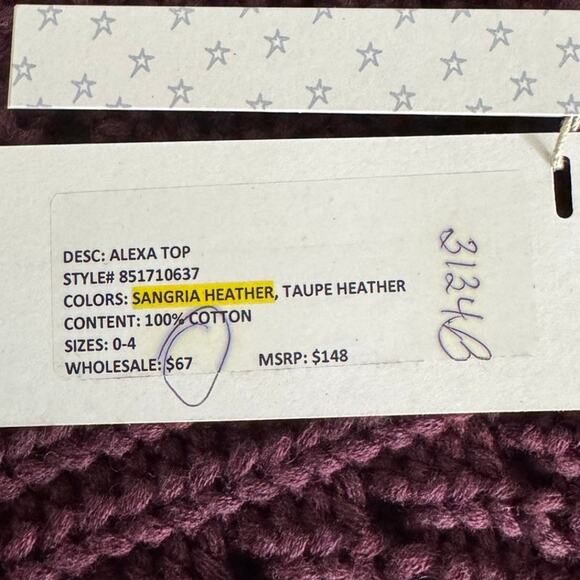 DESC: ALEXA TOP
STYLE# 851710637
COLORS: SANGRIA HEATHER, TAUPE HEATHER
CONTENT: 100% COTTON
SIZES: 0-4
WHOLESALE: $67 MSRP: $148